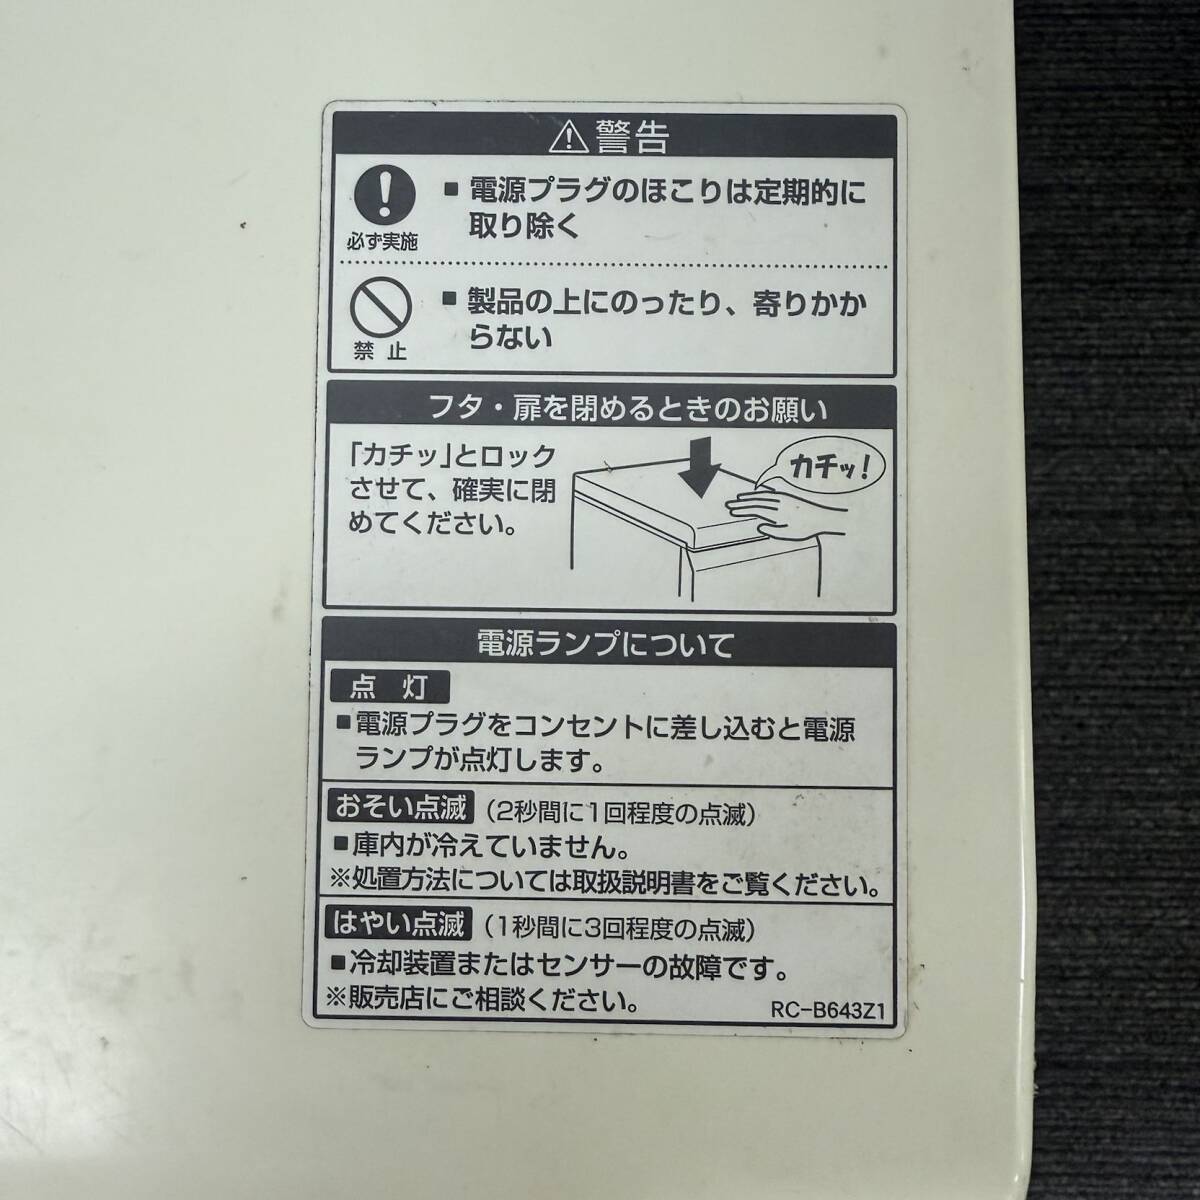 ⚠警告
■ 電源プラグのほこりは定期的に
取り除く
必ず実施
■ 製品の上にのったり、寄りかか
らない
禁止
フタ・扉を閉めるときのお願い
「カチッ」とロック
させて、確実に閉
めてください。
カチッ!
電源ランプについて
点灯
■電源プラグをコンセントに差し込むと電源
ランプが点灯します。
おそい点滅 (2秒間に1回程度の点滅)
■庫内が冷えていません。
※処置方法については取扱説明書をご覧ください。
はやい点滅 (1秒間に3回程度の点滅)
■冷却装置またはセンサーの故障です。
※販売店にご相談ください。
RC-B643Z1